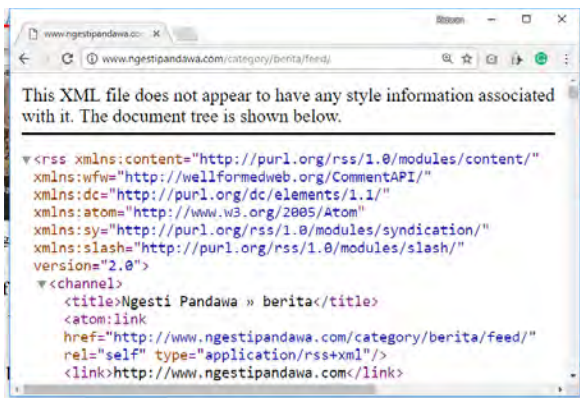 www.ngestipandawa.co
www.ngestipandawa.com/category/berita/feed/
This XML file does not appear to have any style information associated
with it. The document tree is shown below.
▼<rss xmlns:content="http://purl.org/rss/1.0/modules/content/"
xmlns:wfw="http://wellformedweb.org/CommentAPI/"
xmlns:dc="http://purl.org/dc/elements/1.1/"
xmlns:atom="http://www.w3.org/2005/Atom"
xmlns:sy="http://purl.org/rss/1.0/modules/syndication/"
xmlns:slash="http://purl.org/rss/1.0/modules/slash/"
version="2.0">
▼<channel>
<title>Ngesti Pandawa » berita</title>
<atom:link
href="http://www.ngestipandawa.com/category/berita/feed/"
rel="self" type="application/rss+xml"/>
<link>http://www.ngestipandawa.com</link>